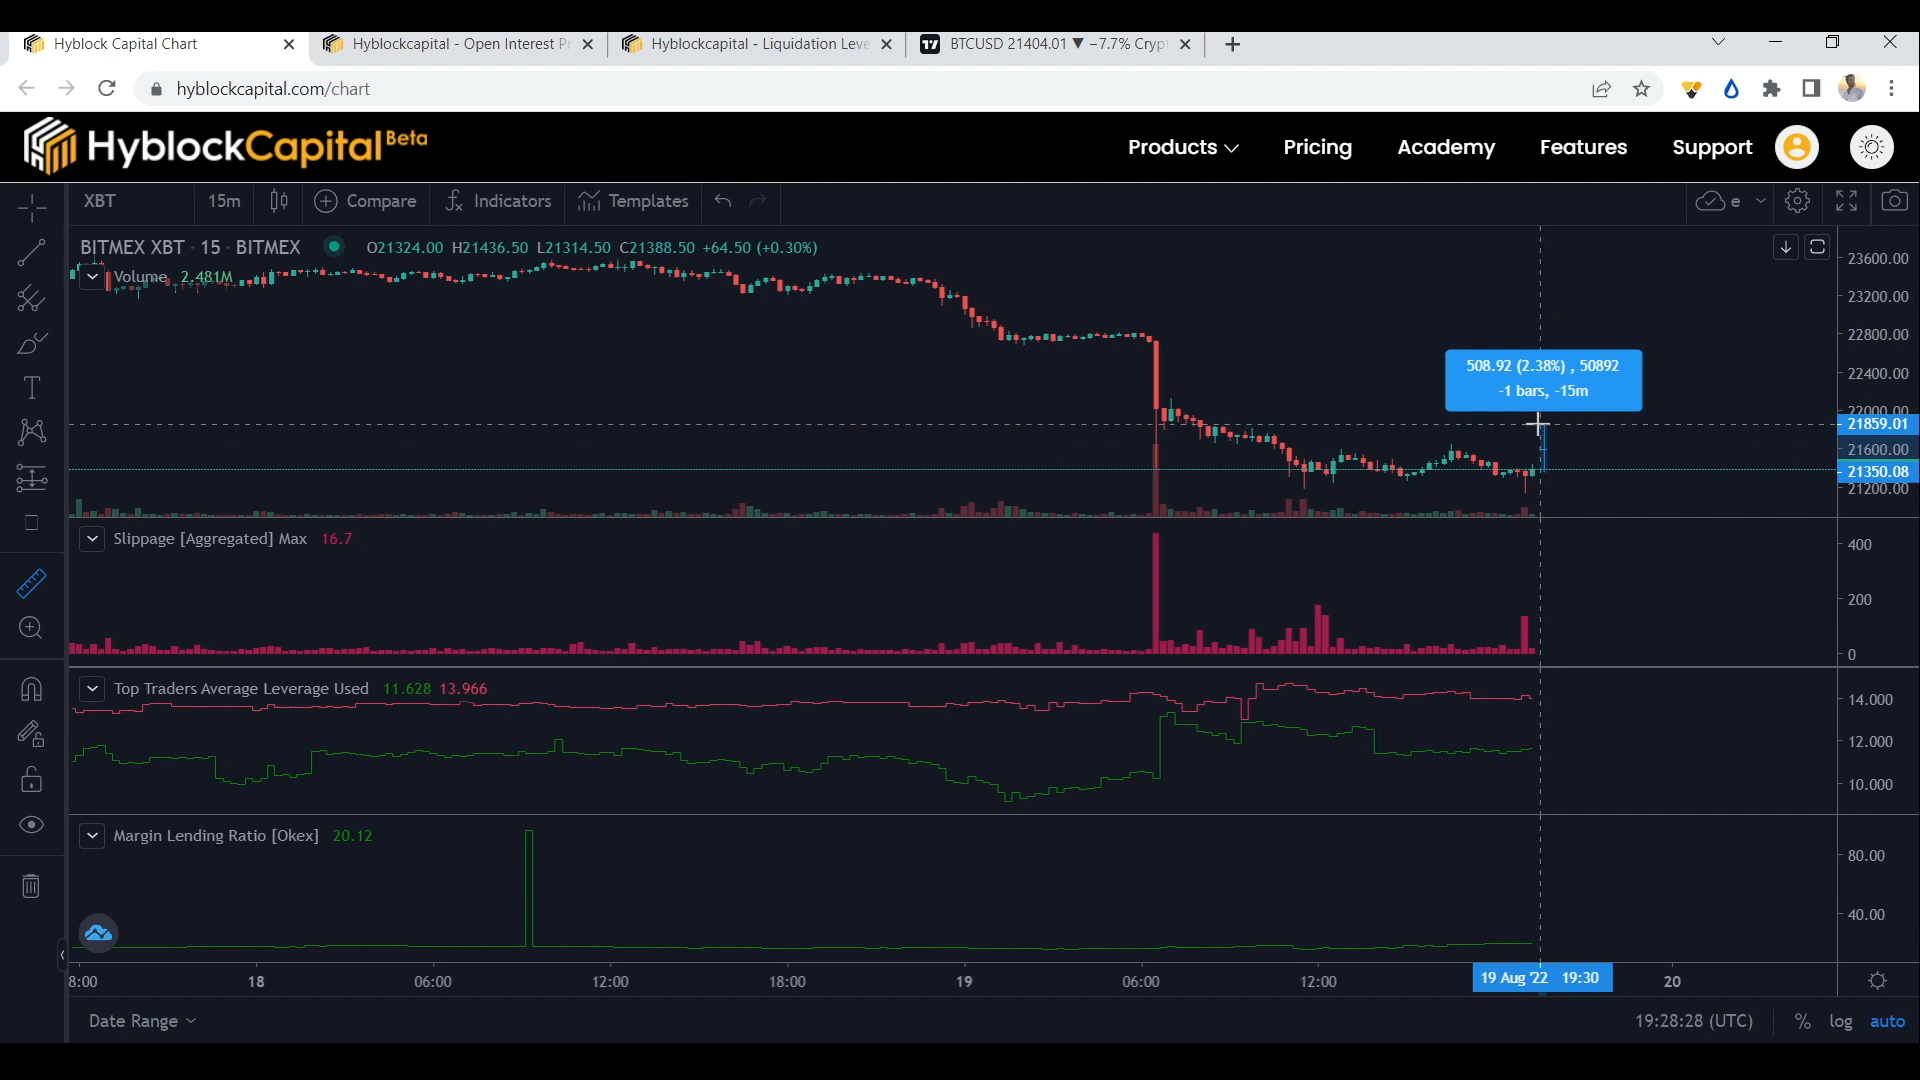 Hyblock Capital Chart
Hyblockcapital - Open Interest P
Hyblockcapital - Liquidation Leve
BTCUSD 21404.01 ▼ −7.7% Crypt
hyblockcapital.com/chart
HyblockCapital Beta
Products
Pricing
Academy
Features
Support
XBT
15m
Compare
Indicators
Templates
e
BITMEX XBT · 15 · BITMEX
O21324.00 H21436.50 L21314.50 C21388.50 +64.50 (+0.30%)
Volume 2.481M
23600.00
23200.00
22800.00
22400.00
22000.00
21859.01
21600.00
21350.08
21200.00
508.92 (2.38%) , 50892
-1 bars, -15m
Slippage [Aggregated] Max 16.7
400
200
0
Top Traders Average Leverage Used 11.628 13.966
14.000
12.000
10.000
Margin Lending Ratio [Okex] 20.12
80.00
40.00
8:00
18
06:00
12:00
18:00
19
06:00
12:00
19 Aug '22 19:30
20
Date Range
19:28:28 (UTC)
%
log
auto